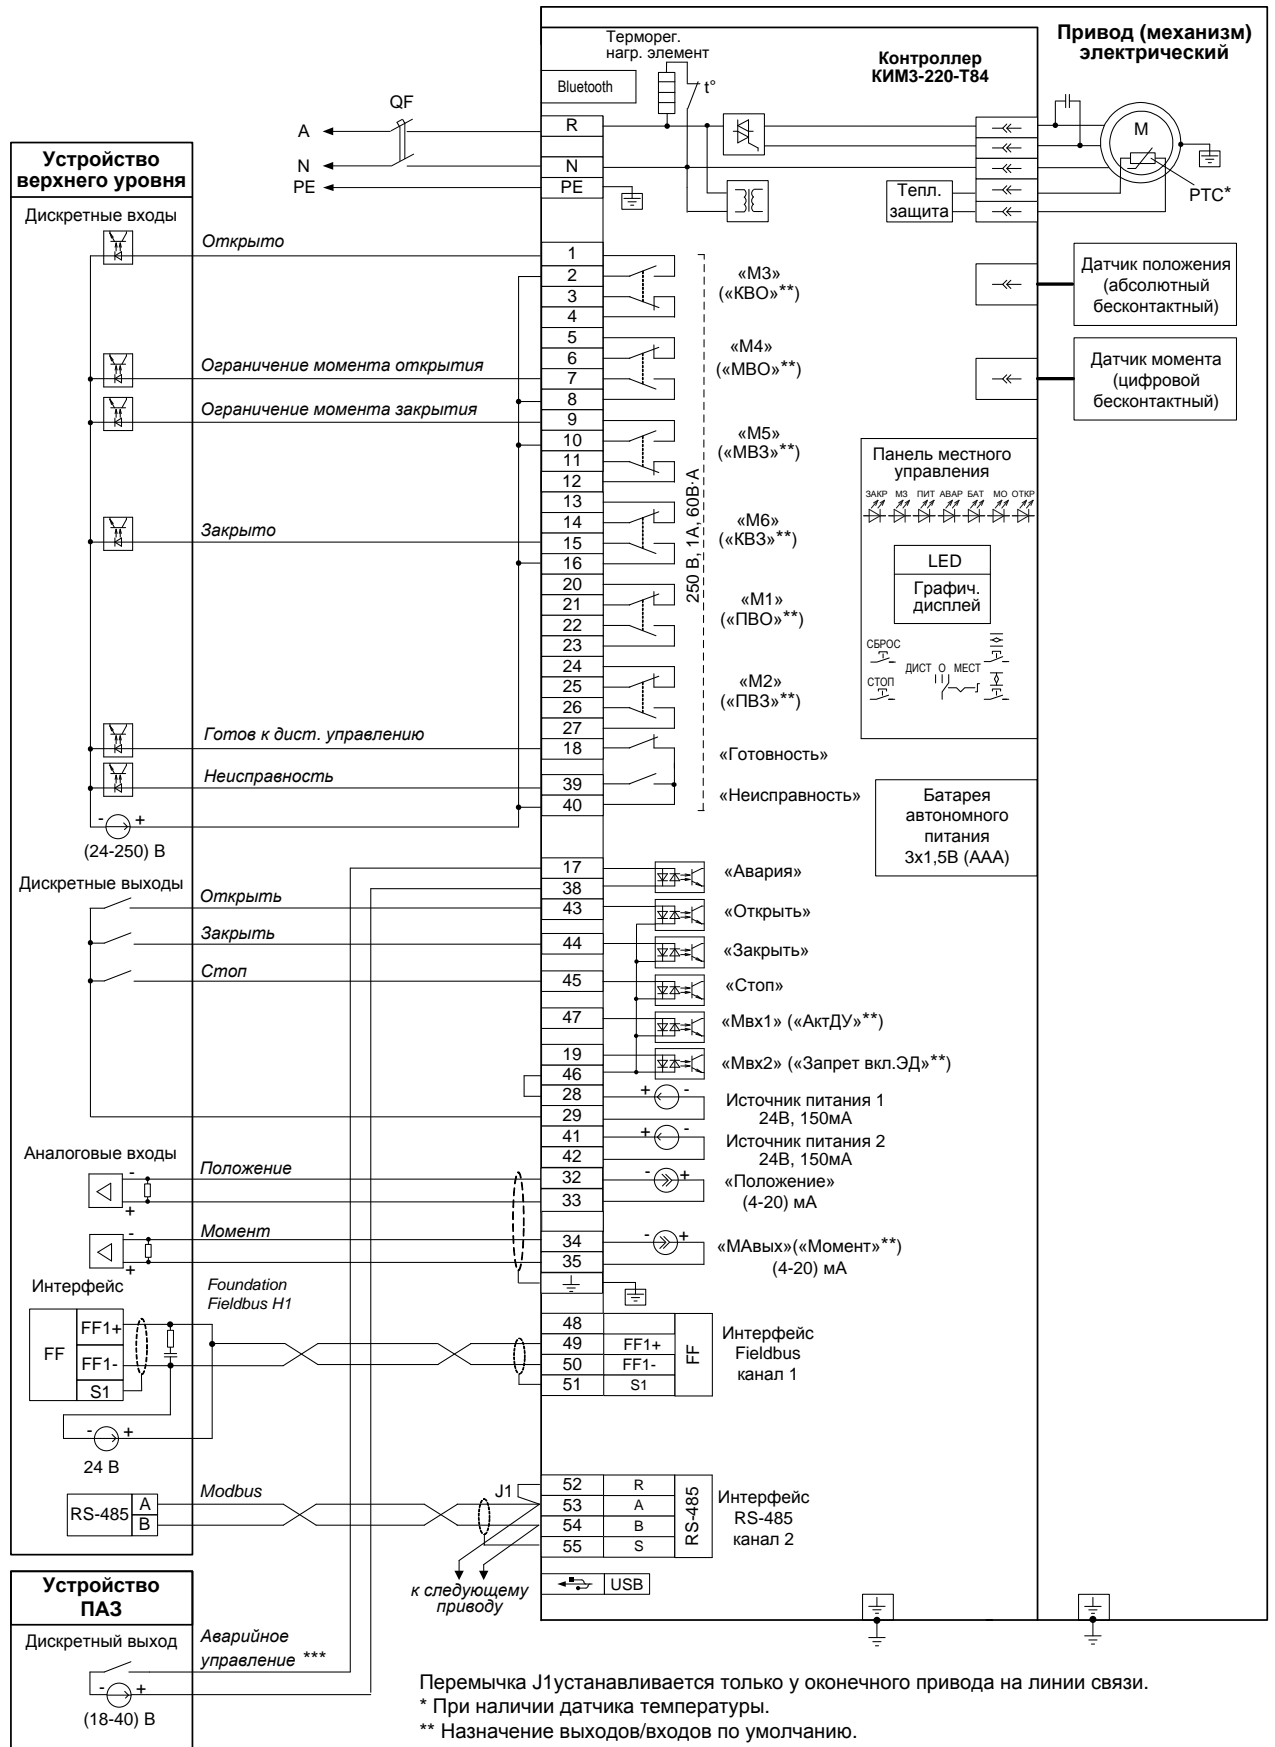 Привод (механизм)
электрический
Контроллер
КИМ3-220-Т84
Терморег.
нагр. элемент
t°
Bluetooth
QF
A
R
N
N
PE
PE
M
PTC*
Тепл.
защита
Устройство
верхнего уровня
Дискретные входы
Открыто
1
2
3
4
«М3»
(«КВО»**)
Датчик положения
(абсолютный
бесконтактный)
5
6
7
8
«М4»
(«МВО»**)
Ограничение момента открытия
Датчик момента
(цифровой
бесконтактный)
Ограничение момента закрытия
9
10
11
12
«М5»
(«МВЗ»**)
250 В, 1А, 60В·А
Панель местного
управления
ЗАКР МЗ ПИТ АВАР БАТ МО ОТКР
Закрыто
13
14
15
16
«М6»
(«КВЗ»**)
LED
Графич.
дисплей
20
21
22
23
«М1»
(«ПВО»**)
СБРОС
ДИСТ О МЕСТ
СТОП
24
25
26
27
«М2»
(«ПВЗ»**)
Готов к дист. управлению
18
«Готовность»
Неисправность
39
40
«Неисправность»
Батарея
автономного
питания
3х1,5В (ААА)
- +
(24-250) В
17
38
«Авария»
Дискретные выходы
Открыть
43
«Открыть»
Закрыть
44
«Закрыть»
Стоп
45
«Стоп»
47
«Мвх1» («АктДУ»**)
19
46
«Мвх2» («Запрет вкл.ЭД»**)
28
29
+ -
Источник питания 1
24В, 150мА
41
42
+ -
Источник питания 2
24В, 150мА
Аналоговые входы
Положение
-
+
32
33
- +
«Положение»
(4-20) мА
Момент
-
+
34
35
- +
«МАвых»(«Момент»**)
(4-20) мА
Интерфейс
Foundation
Fieldbus H1
FF
FF1+
FF1-
S1
- +
24 В
48
49 FF1+
50 FF1-
51 S1
FF
Интерфейс
Fieldbus
канал 1
Modbus
RS-485
A
B
J1
52 R
53 A
54 B
55 S
RS-485
Интерфейс
RS-485
канал 2
к следующему
приводу
USB
Устройство
ПАЗ
Дискретный выход
Аварийное
управление ***
- +
(18-40) В
Перемычка J1устанавливается только у оконечного привода на линии связи.
* При наличии датчика температуры.
** Назначение выходов/входов по умолчанию.